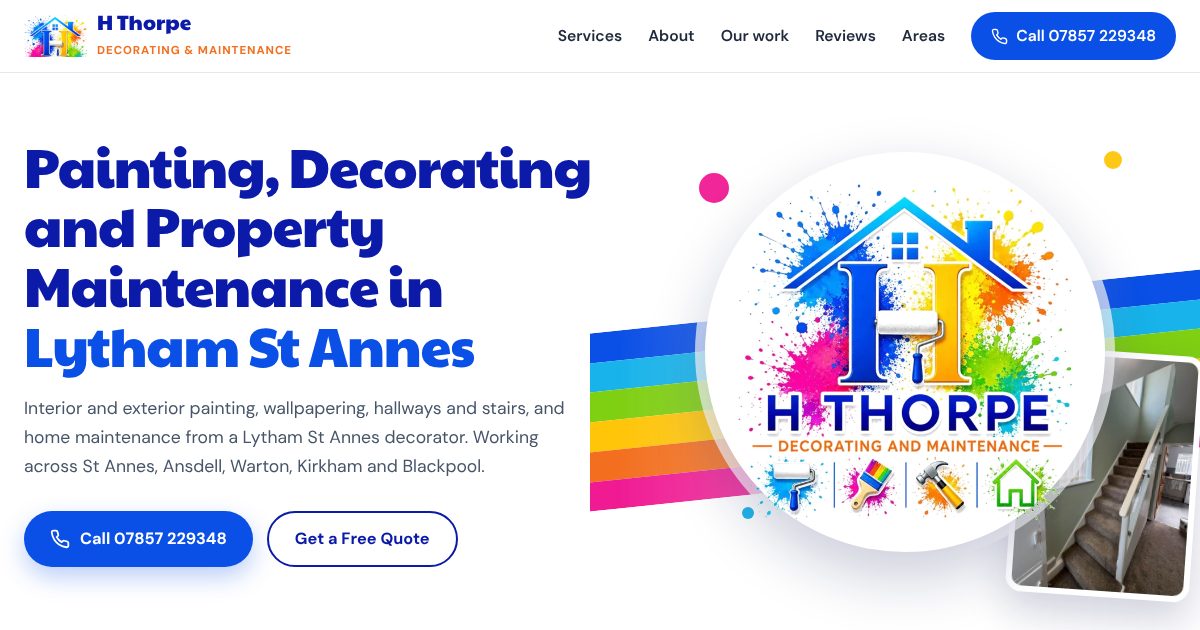 H Thorpe
DECORATING & MAINTENANCE
Services
About
Our work
Reviews
Areas
Call 07857 229348
Painting, Decorating
and Property
Maintenance in
Lytham St Annes
Interior and exterior painting, wallpapering, hallways and stairs, and
home maintenance from a Lytham St Annes decorator. Working
across St Annes, Ansdell, Warton, Kirkham and Blackpool.
Call 07857 229348
Get a Free Quote
H
H THORPE
DECORATING AND MAINTENANCE